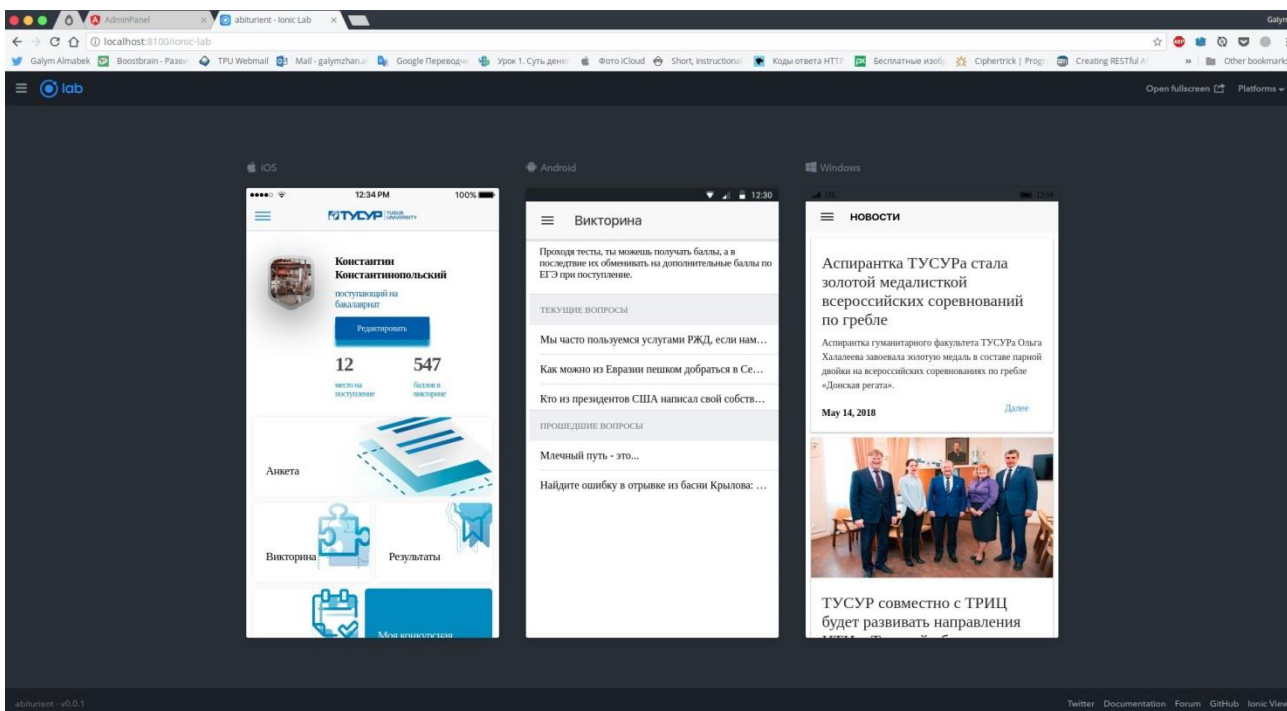 AdminPanel
abiturient - Ionic Lab
Galym
localhost:8100/ionic-lab
Galym Almabek
TPU Webmail
Mail - galymzhan.a
Google Переводч
Урок 1. Суть денег
Фото iCloud
Short, instructional
Коды ответа HTTP
Бесплатные изоб
Ciphertrick | Prog
Creating RESTful A
Other bookmarks
lab
Open fullscreen
Platforms
iOS
12:34 PM
100%
ТУСУР TUSUR UNIVERSITY
Константин
Константинопольский
поступающий на
бакалавриат
Редактировать
12
547
место на
поступление
баллов в
викторине
Анкета
Викторина
Результаты
Моя конкурсная
Android
12:30
Викторина
Проходя тесты, ты можешь получать баллы, а в
последствие их обменивать на дополнительные баллы по
ЕГЭ при поступление.
ТЕКУЩИЕ ВОПРОСЫ
Мы часто пользуемся услугами РЖД, если нам…
Как можно из Евразии пешком добраться в Се…
Кто из президентов США написал свой собств…
ПРОШЕДШИЕ ВОПРОСЫ
Млечный путь - это...
Найдите ошибку в отрывке из басни Крылова: …
Windows
LTE
12:34
НОВОСТИ
Аспирантка ТУСУРа стала
золотой медалисткой
всероссийских соревнований
по гребле
Аспирантка гуманитарного факультета ТУСУРа Ольга
Халалеева завоевала золотую медаль в составе парной
двойки на всероссийских соревнованиях по гребле
«Донская регата».
May 14, 2018
Далее
ТУСУР совместно с ТРИЦ
будет развивать направления
abiturient - v0.0.1
Twitter
Documentation
Forum
GitHub
Ionic View